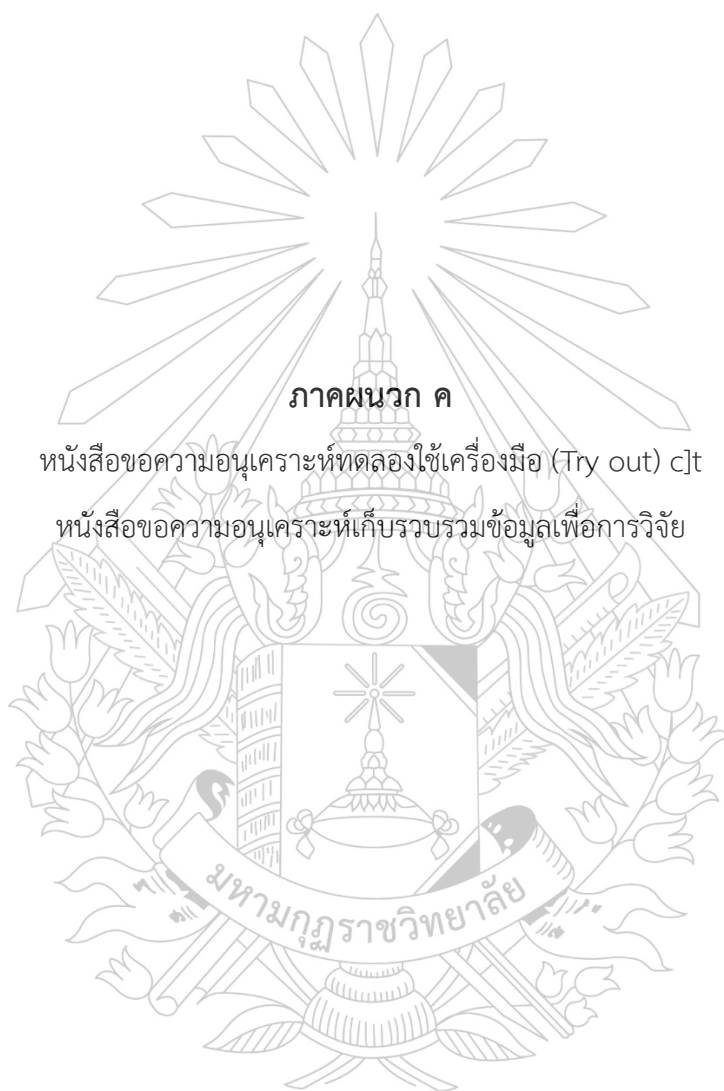 ภาคผนวก ค
หนังสือขอความอนุเคราะห์ทดลองใช้เครื่องมือ (Try out) c]t
หนังสือขอความอนุเคราะห์เก็บรวบรวมข้อมูลเพื่อการวิจัย
มหามกุฏราชวิทยาลัย